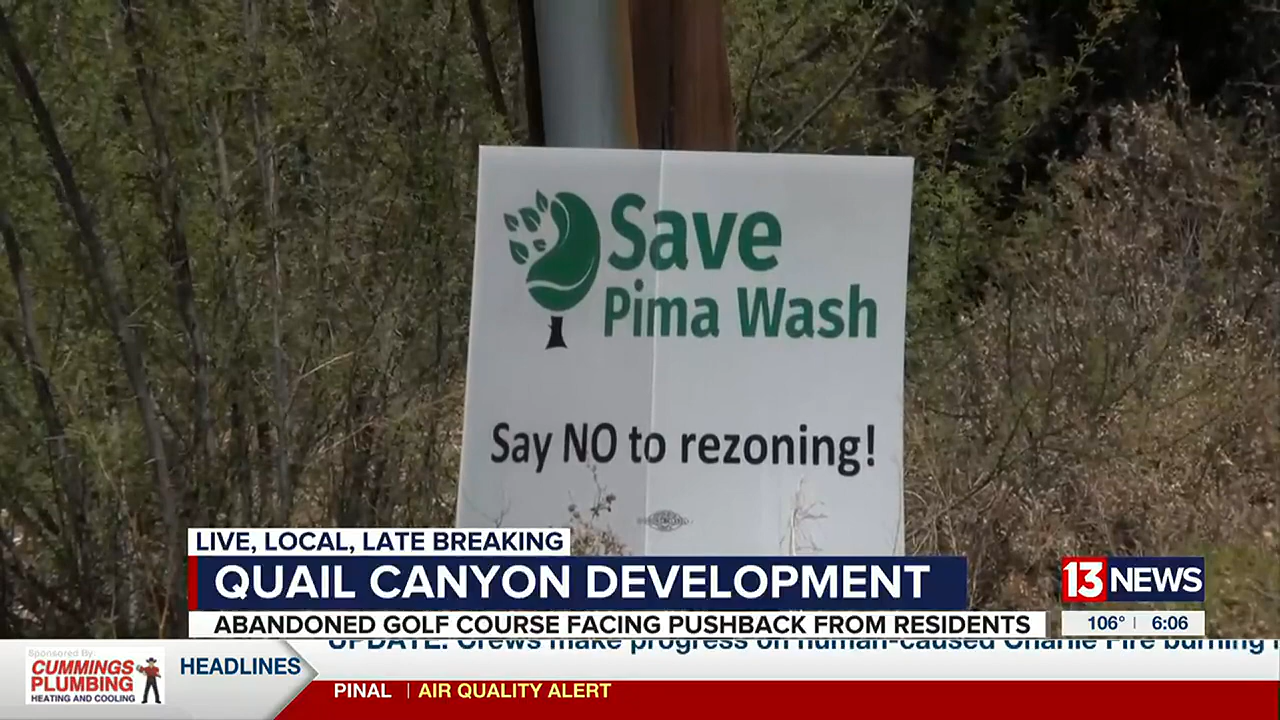 Save
Pima Wash
Say NO to rezoning!
LIVE, LOCAL, LATE BREAKING
QUAIL CANYON DEVELOPMENT
ABANDONED GOLF COURSE FACING PUSHBACK FROM RESIDENTS
13 NEWS
106° | 6:06
Sponsored By:
CUMMINGS
PLUMBING
HEATING AND COOLING
HEADLINES
UPDATE: Crews make progress on human-caused Charlie Fire burning
PINAL | AIR QUALITY ALERT